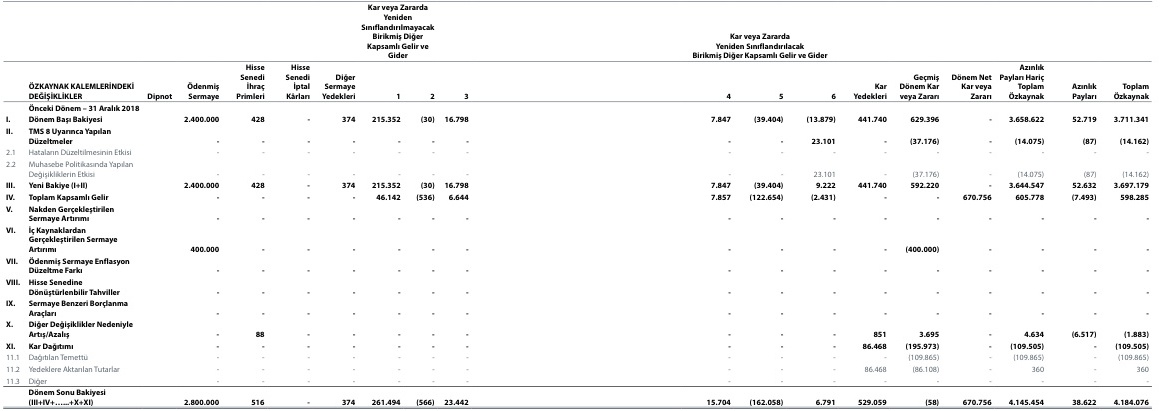 Kar veya Zararda
Yeniden
Sınıflandırılmayacak
Birikmiş Diğer
Kapsamlı Gelir ve
Gider
Kar veya Zararda
Yeniden Sınıflandırılacak
Birikmiş Diğer Kapsamlı Gelir ve Gider
ÖZKAYNAK KALEMLERİNDEKİ
DEĞİŞİKLİKLER
Dipnot
Ödenmiş
Sermaye
Hisse
Senedi
İhraç
Primleri
Hisse
Senedi
İptal
Kârları
Diğer
Sermaye
Yedekleri
1 2 3 4 5 6
Kar
Yedekleri
Geçmiş
Dönem Kar
veya Zararı
Dönem Net
Kar veya
Zararı
Azınlık
Payları Hariç
Toplam
Özkaynak
Azınlık
Payları
Toplam
Özkaynak
Önceki Dönem – 31 Aralık 2018
I. Dönem Başı Bakiyesi 2.400.000 428 - 374 215.352 (30) 16.798 7.847 (39.404) (13.879) 441.740 629.396 - 3.658.622 52.719 3.711.341
II. TMS 8 Uyarınca Yapılan
Düzeltmeler - - - - - - - - - 23.101 - (37.176) - (14.075) (87) (14.162)
2.1 Hataların Düzeltilmesinin Etkisi - - - - - - - - - - - - - - - -
2.2 Muhasebe Politikasında Yapılan
Değişikliklerin Etkisi - - - - - - - - - 23.101 - (37.176) - (14.075) (87) (14.162)
III. Yeni Bakiye (I+II) 2.400.000 428 - 374 215.352 (30) 16.798 7.847 (39.404) 9.222 441.740 592.220 - 3.644.547 52.632 3.697.179
IV. Toplam Kapsamlı Gelir - - - - 46.142 (536) 6.644 7.857 (122.654) (2.431) - - 670.756 605.778 (7.493) 598.285
V. Nakden Gerçekleştirilen
Sermaye Artırımı - - - - - - - - - - - - - - - -
VI. İç Kaynaklardan
Gerçekleştirilen Sermaye
Artırımı 400.000 - - - - - - - - - - (400.000) - - - -
VII. Ödenmiş Sermaye Enflasyon
Düzeltme Farkı - - - - - - - - - - - - - - - -
VIII. Hisse Senedine
Dönüştürlenbilir Tahviller - - - - - - - - - - - - - - - -
IX. Sermaye Benzeri Borçlanma
Araçları - - - - - - - - - - - - - - - -
X. Diğer Değişiklikler Nedeniyle
Artış/Azalış - 88 - - - - - - - - 851 3.695 - 4.634 (6.517) (1.883)
XI. Kar Dağıtımı - - - - - - - - - - 86.468 (195.973) - (109.505) - (109.505)
11.1 Dağıtılan Temettü - - - - - - - - - - - (109.865) - (109.865) - (109.865)
11.2 Yedeklere Aktarılan Tutarlar - - - - - - - - - - 86.468 (86.108) - 360 - 360
11.3 Diğer - - - - - - - - - - - - - - - -
Dönem Sonu Bakiyesi
(III+IV+…...+X+XI) 2.800.000 516 - 374 261.494 (566) 23.442 15.704 (162.058) 6.791 529.059 (58) 670.756 4.145.454 38.622 4.184.076